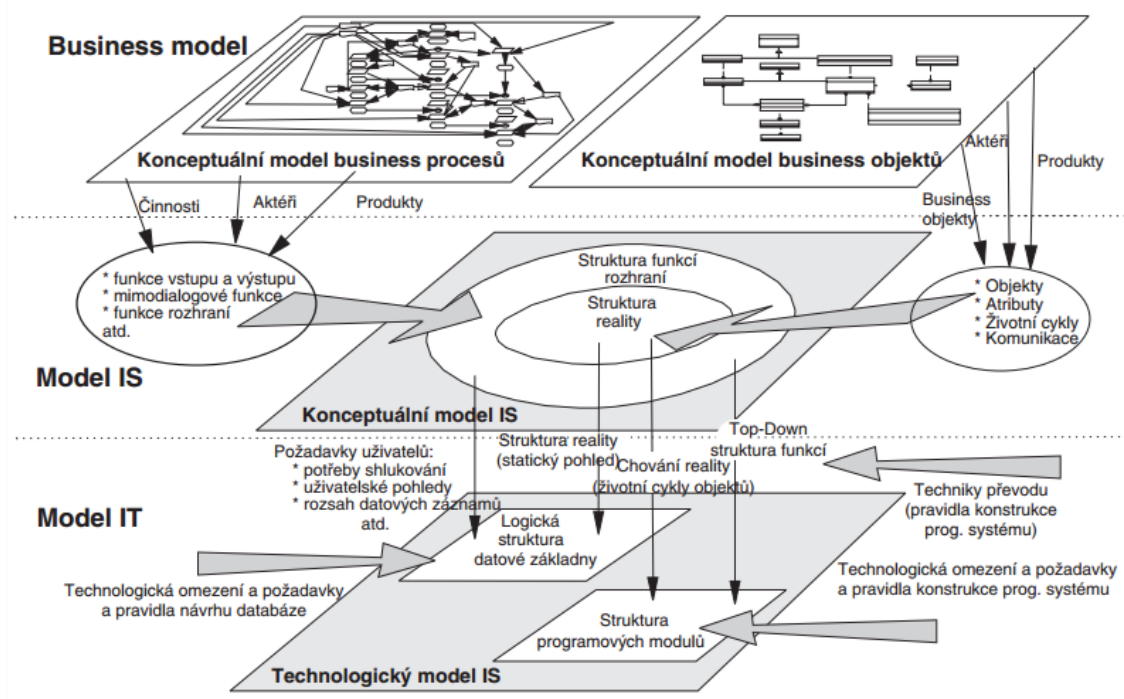 Business model
Konceptuální model business procesů
Konceptuální model business objektů
Činnosti
Aktéři
Produkty
Aktéři
Produkty
Business
objekty
* funkce vstupu a výstupu
* mimodialogové funkce
* funkce rozhraní
atd.
Struktura funkcí
rozhraní
Struktura
reality
* Objekty
* Atributy
* Životní cykly
* Komunikace
Model IS
Konceptuální model IS
Požadavky uživatelů:
* potřeby shlukování
* uživatelské pohledy
* rozsah datových záznamů
atd.
Struktura reality
(statický pohled)
Chování reality
(životní cykly objektů)
Top-Down
struktura funkcí
Techniky převodu
(pravidla konstrukce
prog. systému)
Model IT
Logická
struktura
datové základny
Technologická omezení a požadavky
a pravidla návrhu databáze
Technologická omezení a požadavky
a pravidla konstrukce prog. systému
Struktura
programových modulů
Technologický model IS